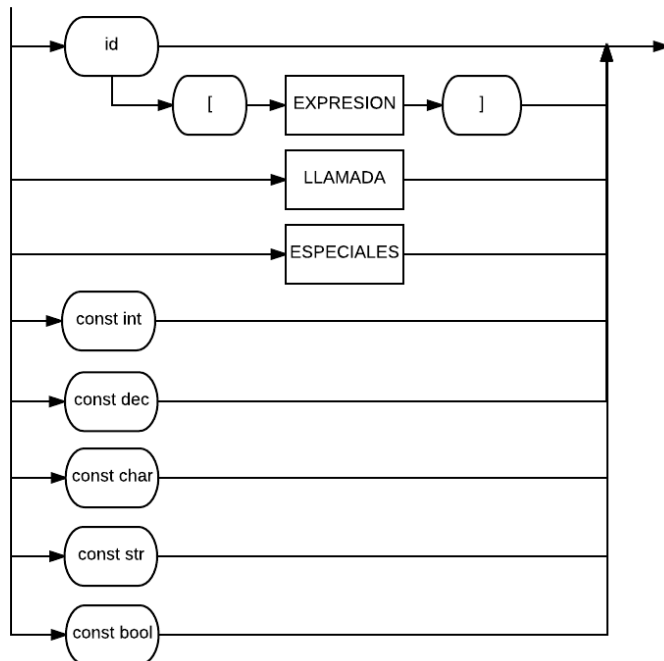 id
[ EXPRESION ]
LLAMADA
ESPECIALES
const int
const dec
const char
const str
const bool